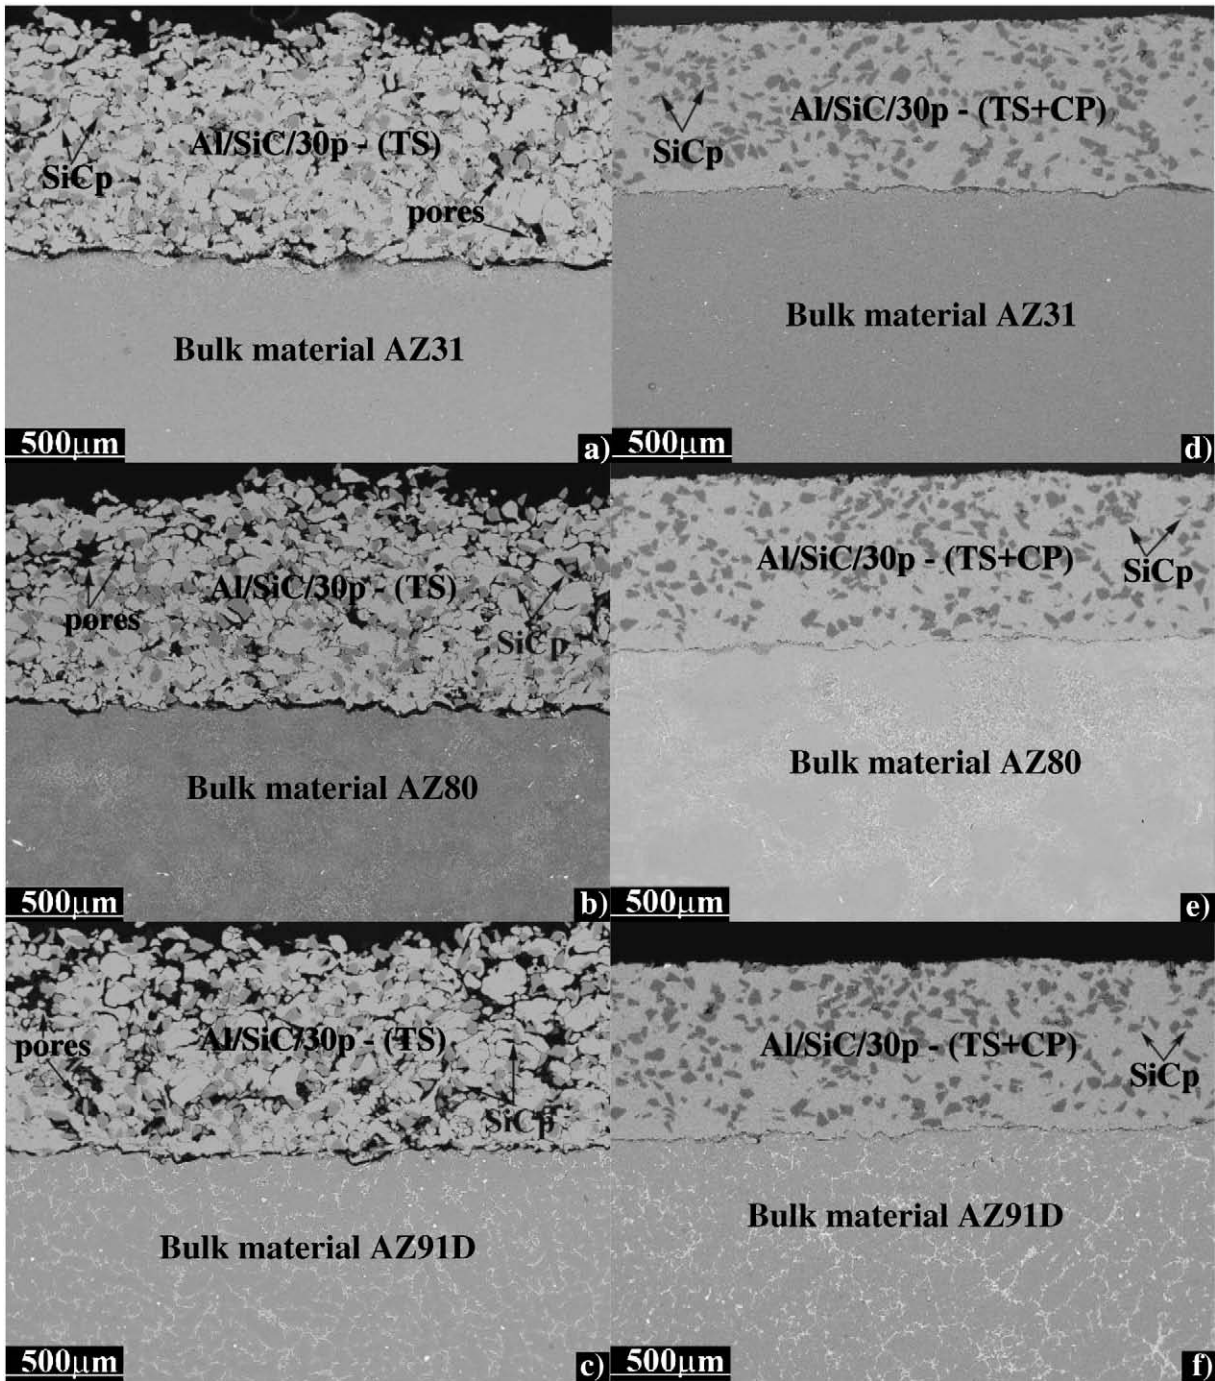 Al/SiC/30p - (TS)
SiCp
pores
Bulk material AZ31
500µm
a)
Al/SiC/30p - (TS+CP)
SiCp
Bulk material AZ31
500µm
d)
Al/SiC/30p - (TS)
pores
SiCp
Bulk material AZ80
500µm
b)
Al/SiC/30p - (TS+CP)
SiCp
Bulk material AZ80
500µm
e)
Al/SiC/30p - (TS)
pores
SiCp
Bulk material AZ91D
500µm
c)
Al/SiC/30p - (TS+CP)
SiCp
Bulk material AZ91D
500µm
f)